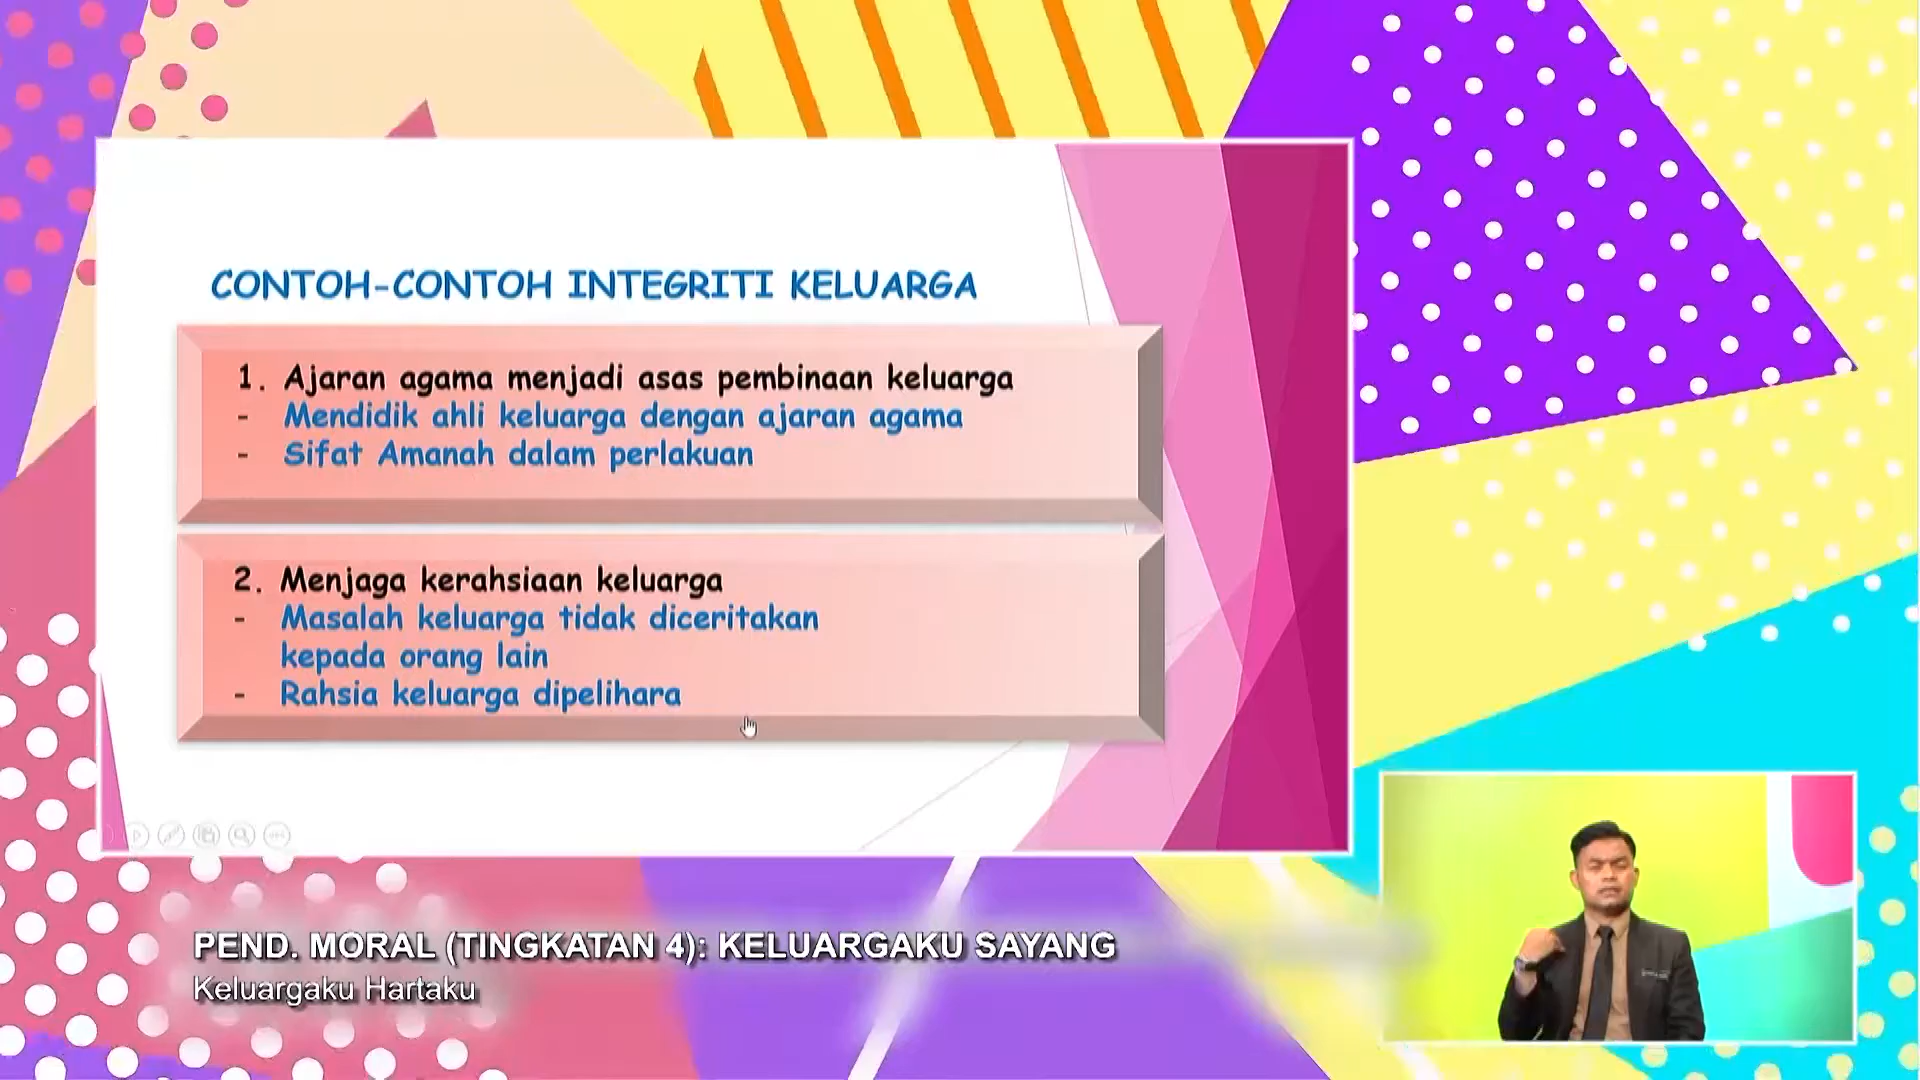 CONTOH-CONTOH INTEGRITI KELUARGA
1. Ajaran agama menjadi asas pembinaan keluarga
- Mendidik ahli keluarga dengan ajaran agama
- Sifat Amanah dalam perlakuan
2. Menjaga kerahsiaan keluarga
- Masalah keluarga tidak diceritakan
kepada orang lain
- Rahsia keluarga dipelihara
PEND. MORAL (TINGKATAN 4): KELUARGAKU SAYANG
Keluargaku Hartaku